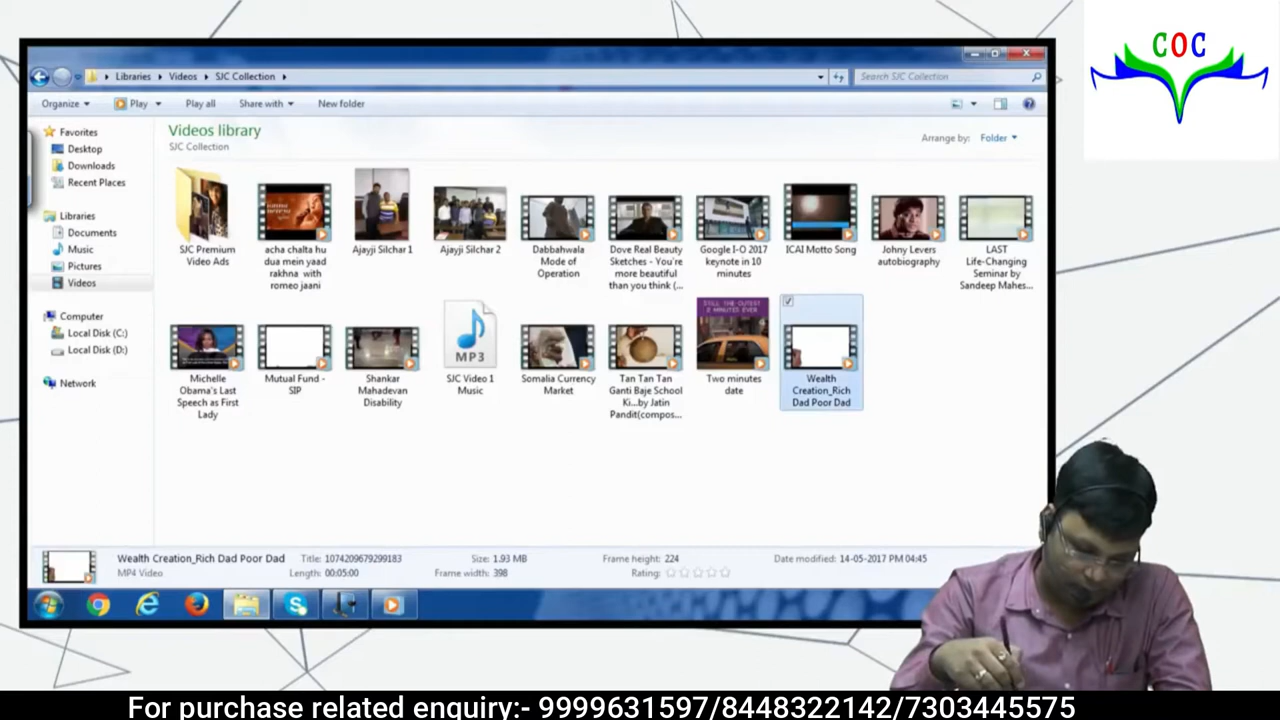 COC
Libraries
Videos
SJC Collection
Search SJC Collection
Organize
Play
Play all
Share with
New folder
Favorites
Desktop
Downloads
Recent Places
Libraries
Documents
Music
Pictures
Videos
Computer
Local Disk (C:)
Local Disk (D:)
Network
Videos library
SJC Collection
Arrange by:
Folder
SJC Premium
Video Ads
acha chalta hu
dua mein yaad
rakhna with
romeo jaani
Ajayji Silchar 1
Ajayji Silchar 2
Dabbahwala
Mode of
Operation
Dove Real Beauty
Sketches - You're
more beautiful
than you think (...
Google I-O 2017
keynote in 10
minutes
ICAI Motto Song
Johny Levers
autobiography
LAST
Life-Changing
Seminar by
Sandeep Mahes...
Michelle
Obama's Last
Speech as First
Lady
Mutual Fund -
SIP
Shankar
Mahadevan
Disability
MP3
SJC Video 1
Music
Somalia Currency
Market
Tan Tan Tan
Ganti Baje School
Ki...by Jatin
Pandit(compos...
STILL THE CUTEST
2 MINUTES EVER
Two minutes
date
Wealth
Creation_Rich
Dad Poor Dad
Wealth Creation_Rich Dad Poor Dad
MP4 Video
Title: 1074209679299183
Length: 00:05:00
Size: 1.93 MB
Frame width: 398
Frame height: 224
Rating:
Date modified: 14-05-2017 PM 04:45
For purchase related enquiry:- 9999631597/8448322142/7303445575